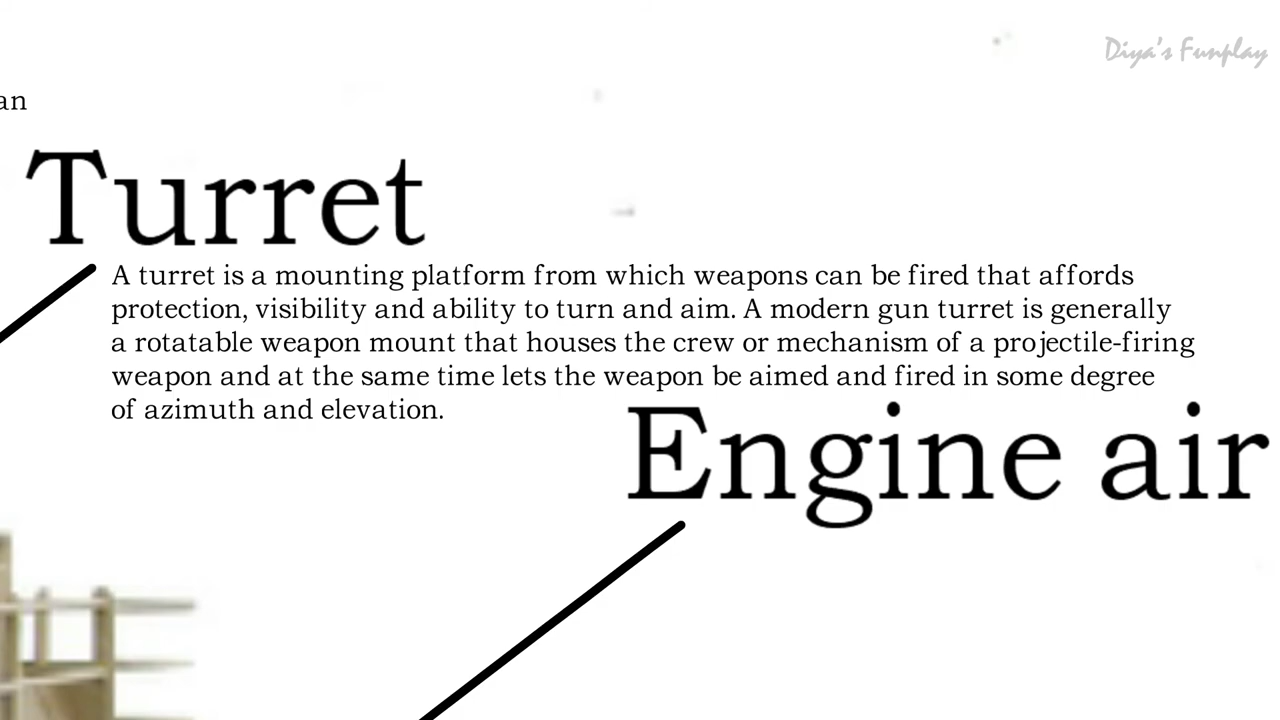 Diya's Funplay
an
Turret
A turret is a mounting platform from which weapons can be fired that affords
protection, visibility and ability to turn and aim. A modern gun turret is generally
a rotatable weapon mount that houses the crew or mechanism of a projectile-firing
weapon and at the same time lets the weapon be aimed and fired in some degree
of azimuth and elevation.
Engine air